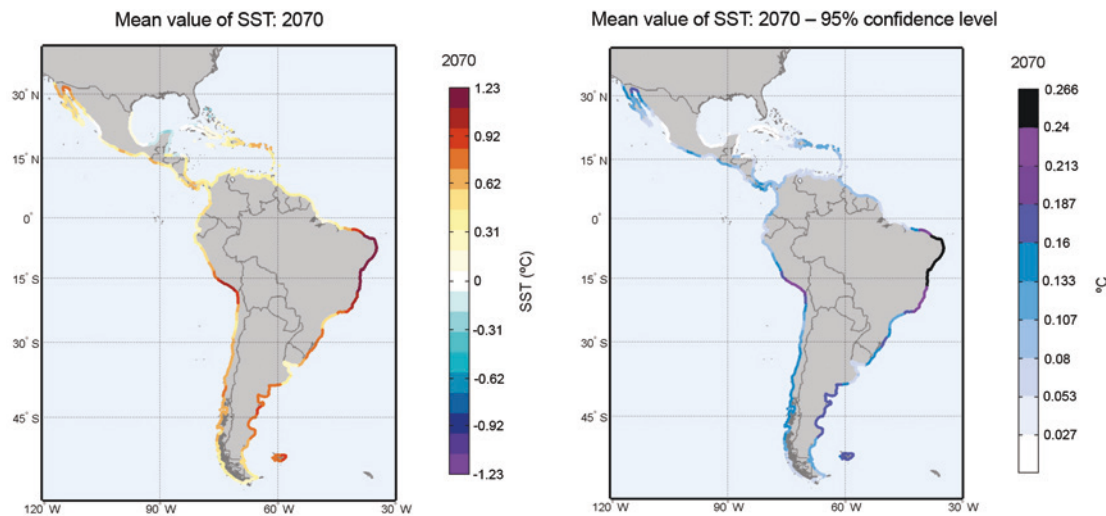 Mean value of SST: 2070
Mean value of SST: 2070 – 95% confidence level
2070
1.23
0.92
0.62
0.31
0
-0.31
-0.62
-0.92
-1.23
SST (ºC)
30° N
15° N
0°
15° S
30° S
45° S
120° W
90° W
60° W
30° W
2070
0.266
0.24
0.213
0.187
0.16
0.133
0.107
0.08
0.053
0.027
ºC
30° N
15° N
0°
15° S
30° S
45° S
120° W
90° W
60° W
30° W